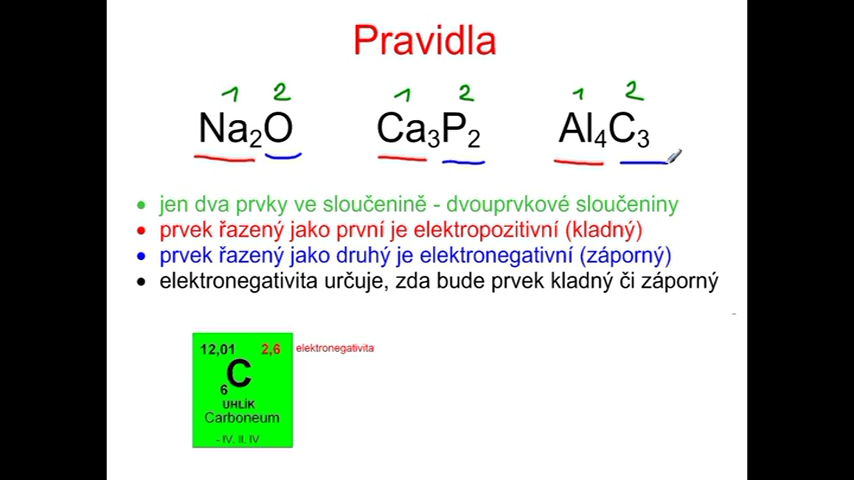 Pravidla
1 2 1 2 1 2
Na₂O Ca₃P₂ Al₄C₃
• jen dva prvky ve sloučenině - dvouprvkové sloučeniny
• prvek řazený jako první je elektropozitivní (kladný)
• prvek řazený jako druhý je elektronegativní (záporný)
• elektronegativita určuje, zda bude prvek kladný či záporný
12,01 2,6 elektronegativita
C
6
UHLÍK
Carboneum
- IV, II, IV